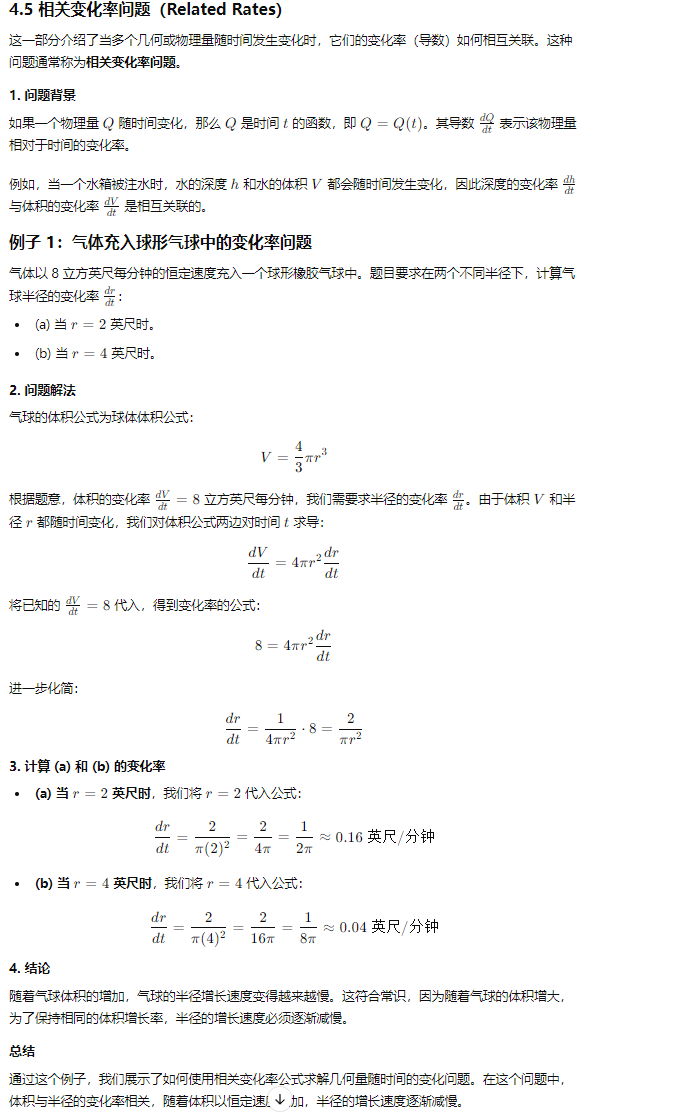 4.5 相关变化率问题（Related Rates）
这一部分介绍了当多个几何或物理量随时间发生变化时，它们的变化率（导数）如何相互关联。这种
问题通常称为相关变化率问题。
1. 问题背景
如果一个物理量 Q 随时间变化，那么 Q 是时间 t 的函数，即 Q = Q(t)。其导数 dQ/dt 表示该物理量
相对于时间的变化率。
例如，当一个水箱被注水时，水的深度 h 和水的体积 V 都会随时间发生变化，因此深度的变化率 dh/dt
与体积的变化率 dV/dt 是相互关联的。
例子 1：气体充入球形气球中的变化率问题
气体以 8 立方英尺每分钟的恒定速度充入一个球形橡胶气球中。题目要求在两个不同半径下，计算气
球半径的变化率 dr/dt：
• (a) 当 r = 2 英尺时。
• (b) 当 r = 4 英尺时。
2. 问题解法
气球的体积公式为球体体积公式：
V = 4/3 πr³
根据题意，体积的变化率 dV/dt = 8 立方英尺每分钟，我们需要求半径的变化率 dr/dt。由于体积 V 和半
径 r 都随时间变化，我们对体积公式两边对时间 t 求导：
dV/dt = 4πr² dr/dt
将已知的 dV/dt = 8 代入，得到变化率的公式：
8 = 4πr² dr/dt
进一步化简：
dr/dt = 1/(4πr²) · 8 = 2/(πr²)
3. 计算 (a) 和 (b) 的变化率
• (a) 当 r = 2 英尺时，我们将 r = 2 代入公式：
dr/dt = 2/(π(2)²) = 2/(4π) = 1/(2π) ≈ 0.16 英尺/分钟
• (b) 当 r = 4 英尺时，我们将 r = 4 代入公式：
dr/dt = 2/(π(4)²) = 2/(16π) = 1/(8π) ≈ 0.04 英尺/分钟
4. 结论
随着气球体积的增加，气球的半径增长速度变得越来越慢。这符合常识，因为随着气球的体积增大，
为了保持相同的体积增长率，半径的增长速度必须逐渐减慢。
总结
通过这个例子，我们展示了如何使用相关变化率公式求解几何量随时间的变化问题。在这个问题中，
体积与半径的变化率相关，随着体积以恒定速 加，半径的增长速度逐渐减慢。